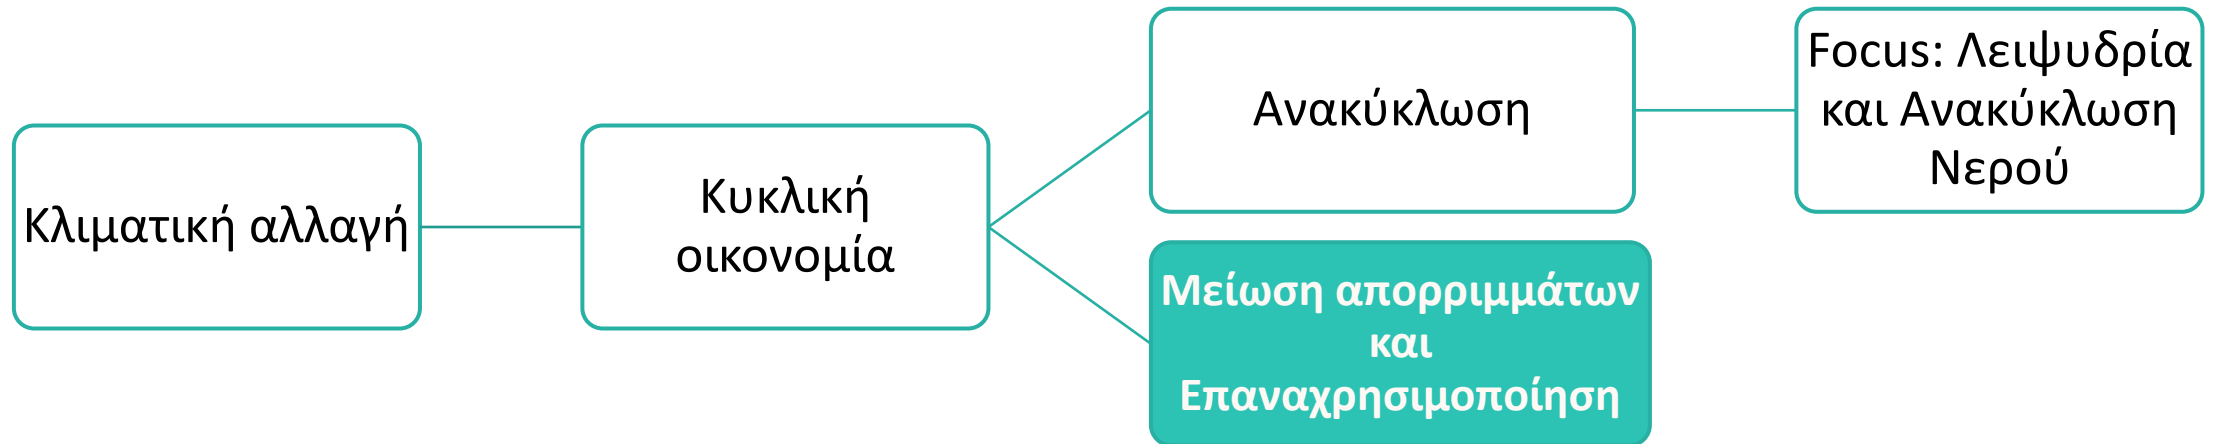 Κλιματική αλλαγή
Κυκλική
οικονομία
Ανακύκλωση
Focus: Λειψυδρία
και Ανακύκλωση
Νερού
Μείωση απορριμμάτων
και
Επαναχρησιμοποίηση